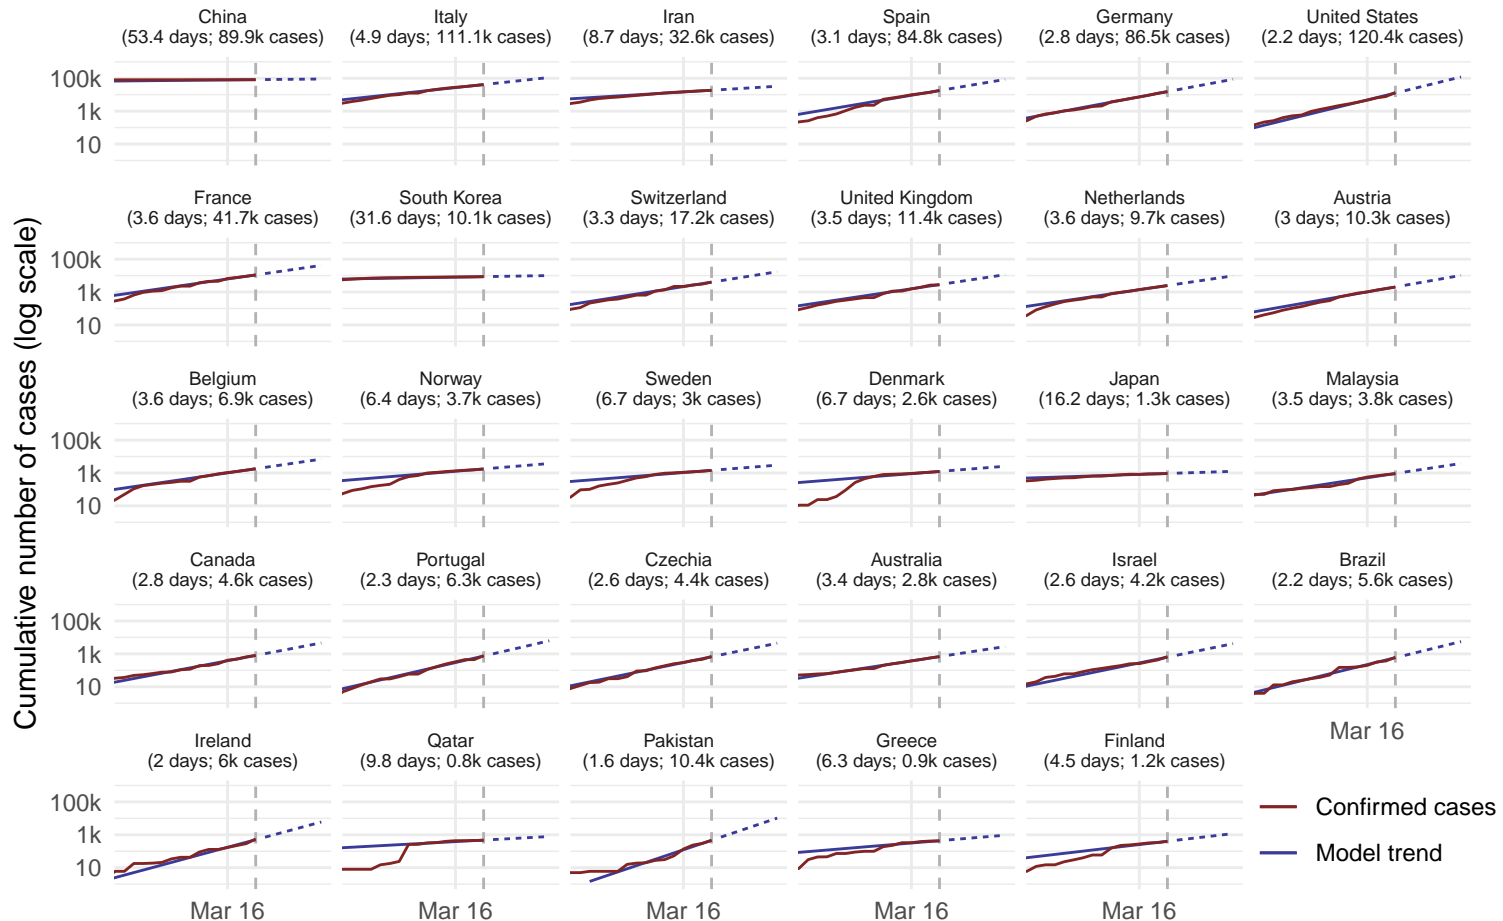 China
(53.4 days; 89.9k cases)
Italy
(4.9 days; 111.1k cases)
Iran
(8.7 days; 32.6k cases)
Spain
(3.1 days; 84.8k cases)
Germany
(2.8 days; 86.5k cases)
United States
(2.2 days; 120.4k cases)
100k
1k
10
France
(3.6 days; 41.7k cases)
South Korea
(31.6 days; 10.1k cases)
Switzerland
(3.3 days; 17.2k cases)
United Kingdom
(3.5 days; 11.4k cases)
Netherlands
(3.6 days; 9.7k cases)
Austria
(3 days; 10.3k cases)
100k
1k
10
Cumulative number of cases (log scale)
Belgium
(3.6 days; 6.9k cases)
Norway
(6.4 days; 3.7k cases)
Sweden
(6.7 days; 3k cases)
Denmark
(6.7 days; 2.6k cases)
Japan
(16.2 days; 1.3k cases)
Malaysia
(3.5 days; 3.8k cases)
100k
1k
10
Canada
(2.8 days; 4.6k cases)
Portugal
(2.3 days; 6.3k cases)
Czechia
(2.6 days; 4.4k cases)
Australia
(3.4 days; 2.8k cases)
Israel
(2.6 days; 4.2k cases)
Brazil
(2.2 days; 5.6k cases)
100k
1k
10
Mar 16
Ireland
(2 days; 6k cases)
Qatar
(9.8 days; 0.8k cases)
Pakistan
(1.6 days; 10.4k cases)
Greece
(6.3 days; 0.9k cases)
Finland
(4.5 days; 1.2k cases)
100k
1k
10
Confirmed cases
Model trend
Mar 16
Mar 16
Mar 16
Mar 16
Mar 16